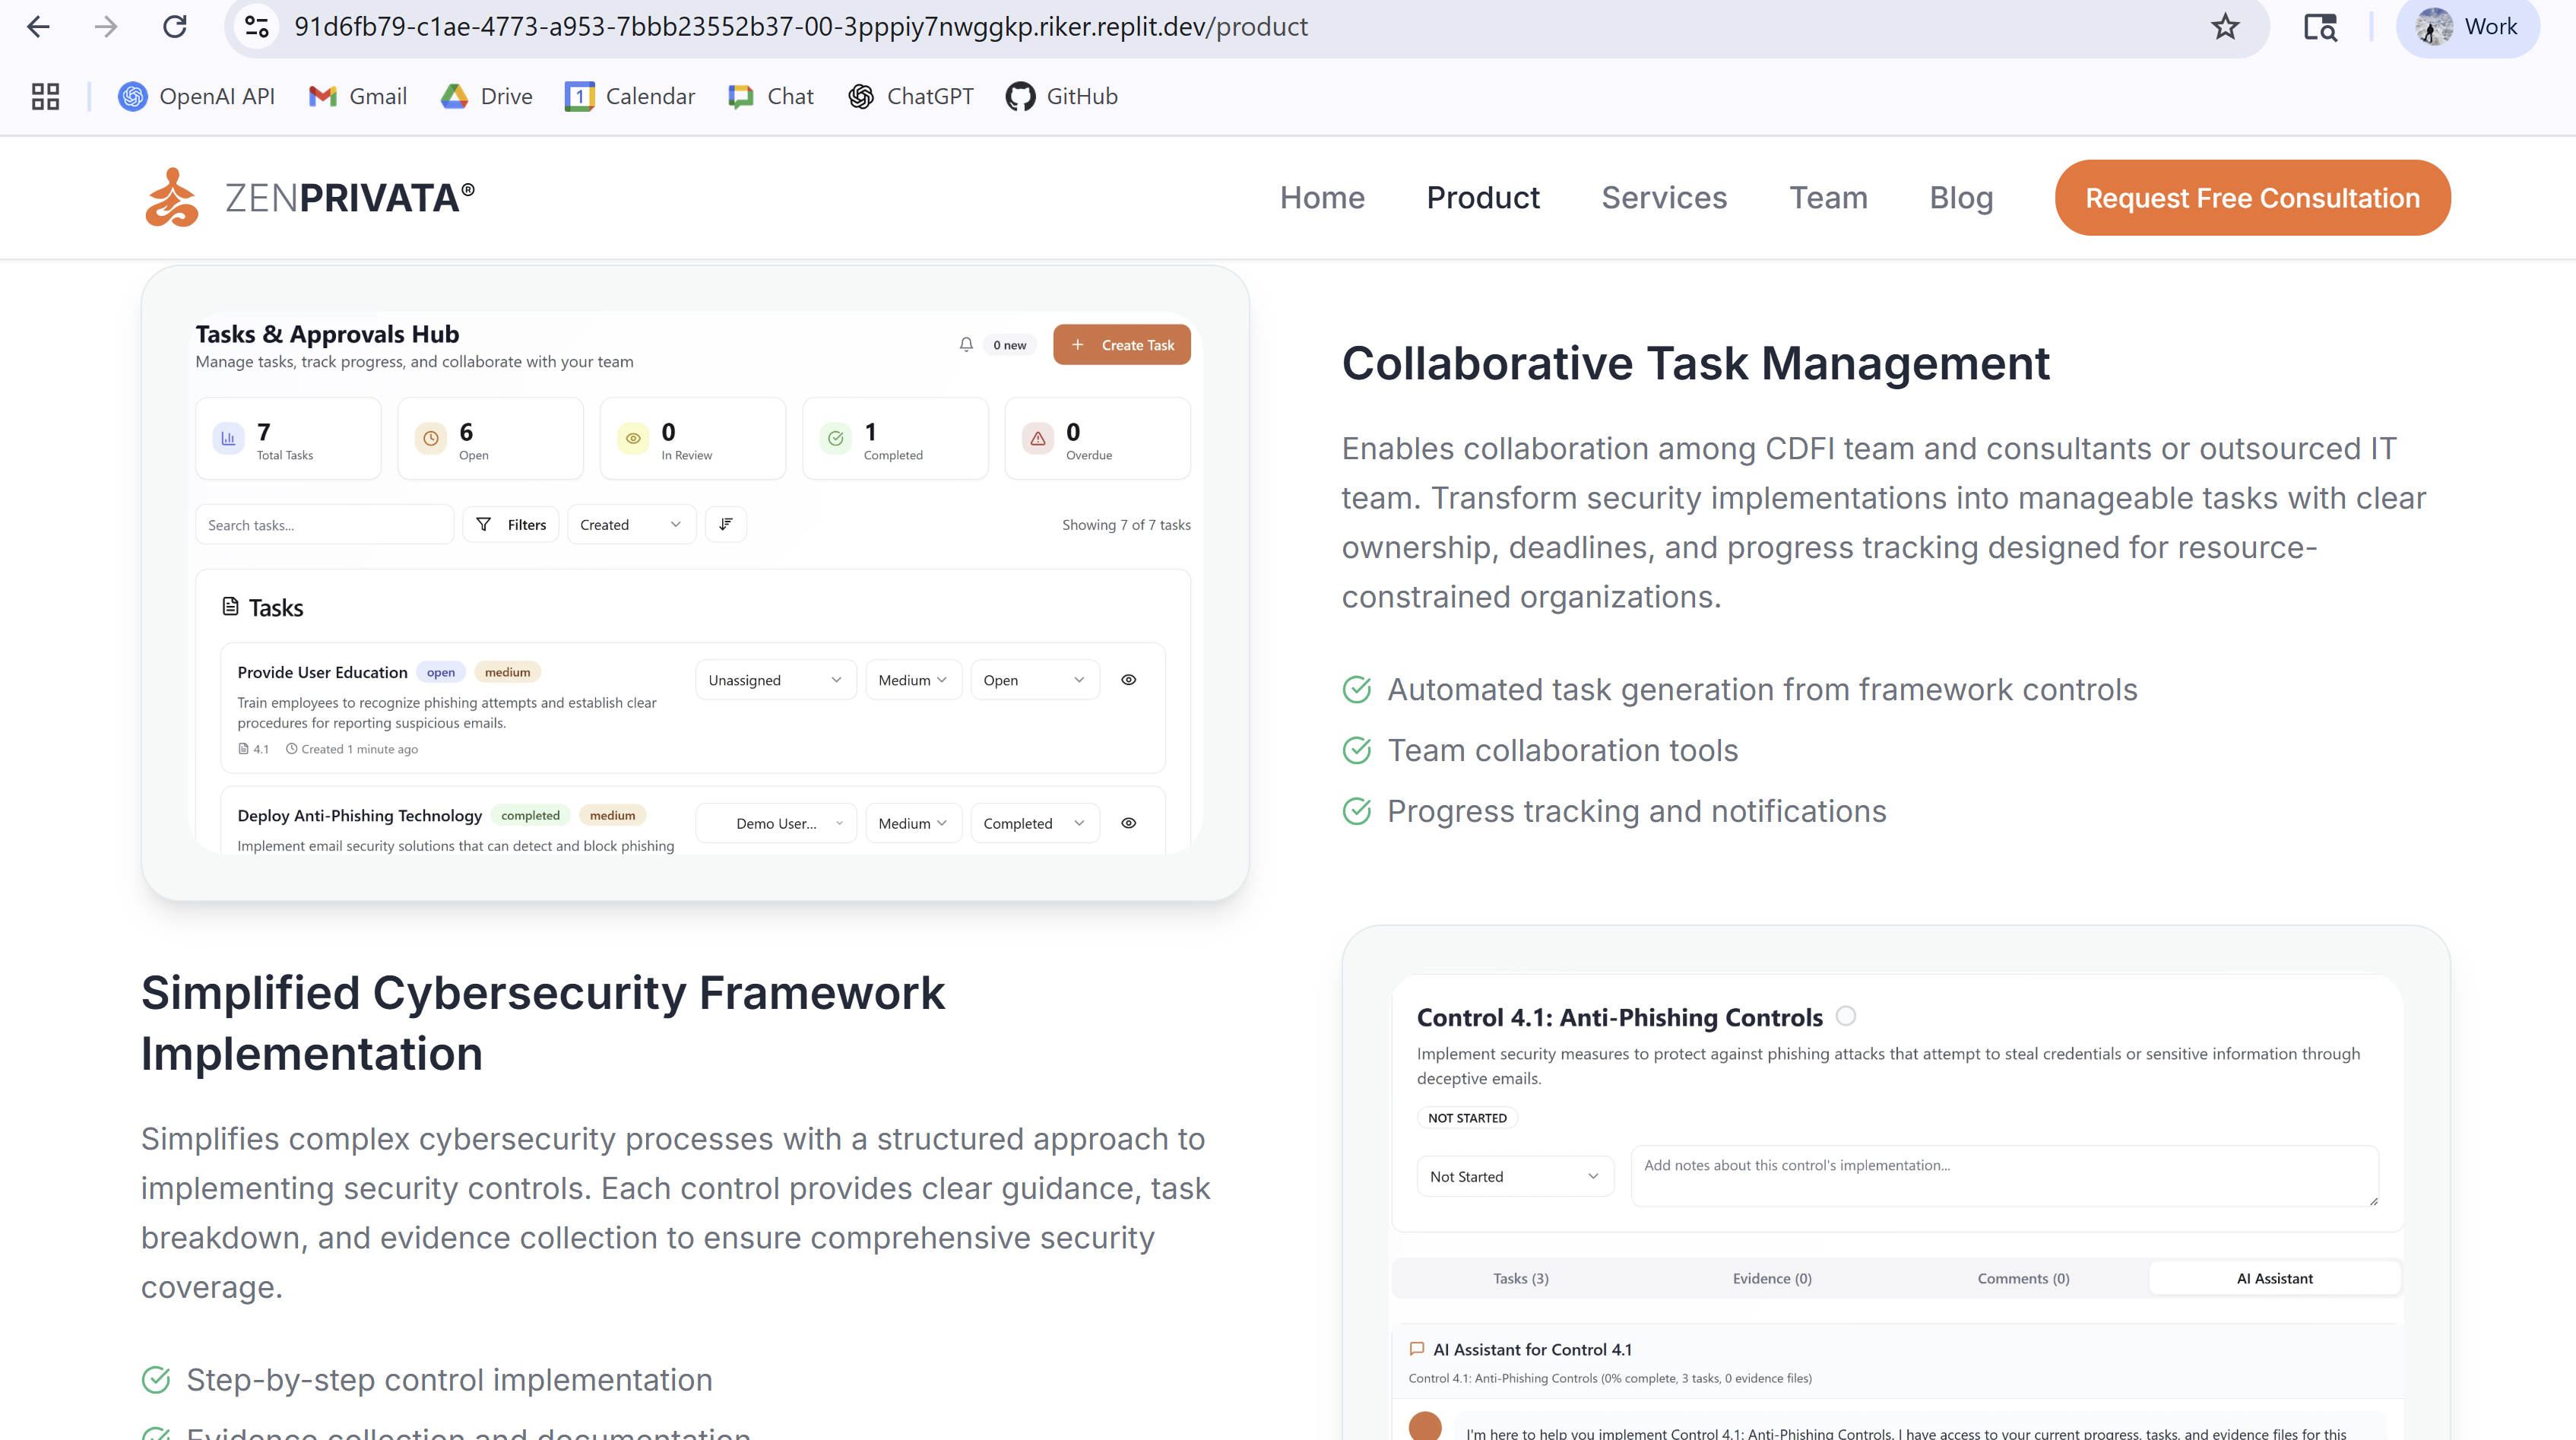 91d6fb79-c1ae-4773-a953-7bbb23552b37-00-3pppiy7nwggkp.riker.replit.dev/product
Work
OpenAI API
Gmail
Drive
1
Calendar
Chat
ChatGPT
GitHub
ZENPRIVATA®
Home
Product
Services
Team
Blog
Request Free Consultation
Tasks & Approvals Hub
Manage tasks, track progress, and collaborate with your team
0 new
+ Create Task
7
Total Tasks
6
Open
0
In Review
1
Completed
0
Overdue
Search tasks...
Filters
Created
Showing 7 of 7 tasks
Tasks
Provide User Education open medium
Unassigned
Medium
Open
Train employees to recognize phishing attempts and establish clear
procedures for reporting suspicious emails.
4.1 Created 1 minute ago
Deploy Anti-Phishing Technology completed medium
Demo User...
Medium
Completed
Implement email security solutions that can detect and block phishing
Collaborative Task Management
Enables collaboration among CDFI team and consultants or outsourced IT
team. Transform security implementations into manageable tasks with clear
ownership, deadlines, and progress tracking designed for resource-
constrained organizations.
Automated task generation from framework controls
Team collaboration tools
Progress tracking and notifications
Simplified Cybersecurity Framework
Implementation
Simplifies complex cybersecurity processes with a structured approach to
implementing security controls. Each control provides clear guidance, task
breakdown, and evidence collection to ensure comprehensive security
coverage.
Step-by-step control implementation
Evidence collection and documentation
Control 4.1: Anti-Phishing Controls
Implement security measures to protect against phishing attacks that attempt to steal credentials or sensitive information through
deceptive emails.
NOT STARTED
Not Started
Add notes about this control's implementation...
Tasks (3)
Evidence (0)
Comments (0)
AI Assistant
AI Assistant for Control 4.1
Control 4.1: Anti-Phishing Controls (0% complete, 3 tasks, 0 evidence files)
I'm here to help you implement Control 4.1: Anti-Phishing Controls. I have access to your current progress, tasks, and evidence files for this